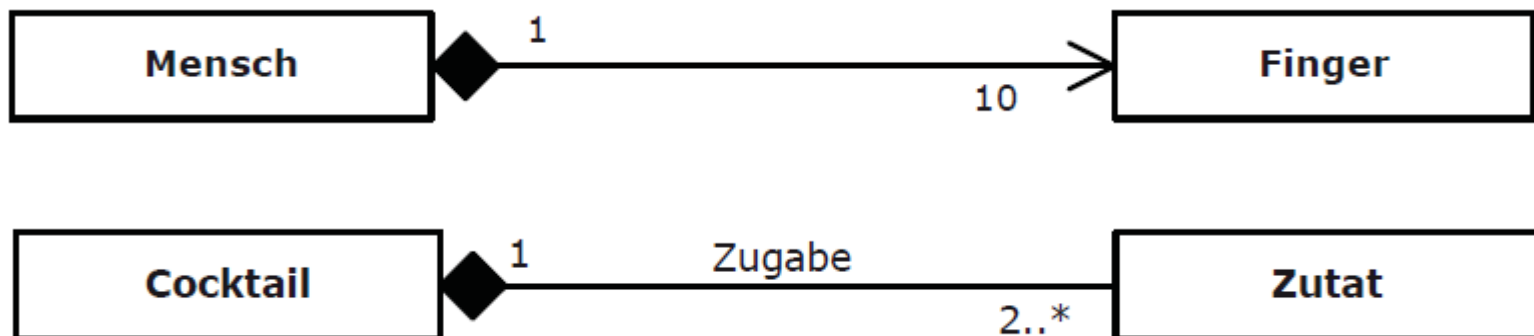 Mensch 1 10 Finger
Cocktail 1 Zugabe 2..* Zutat